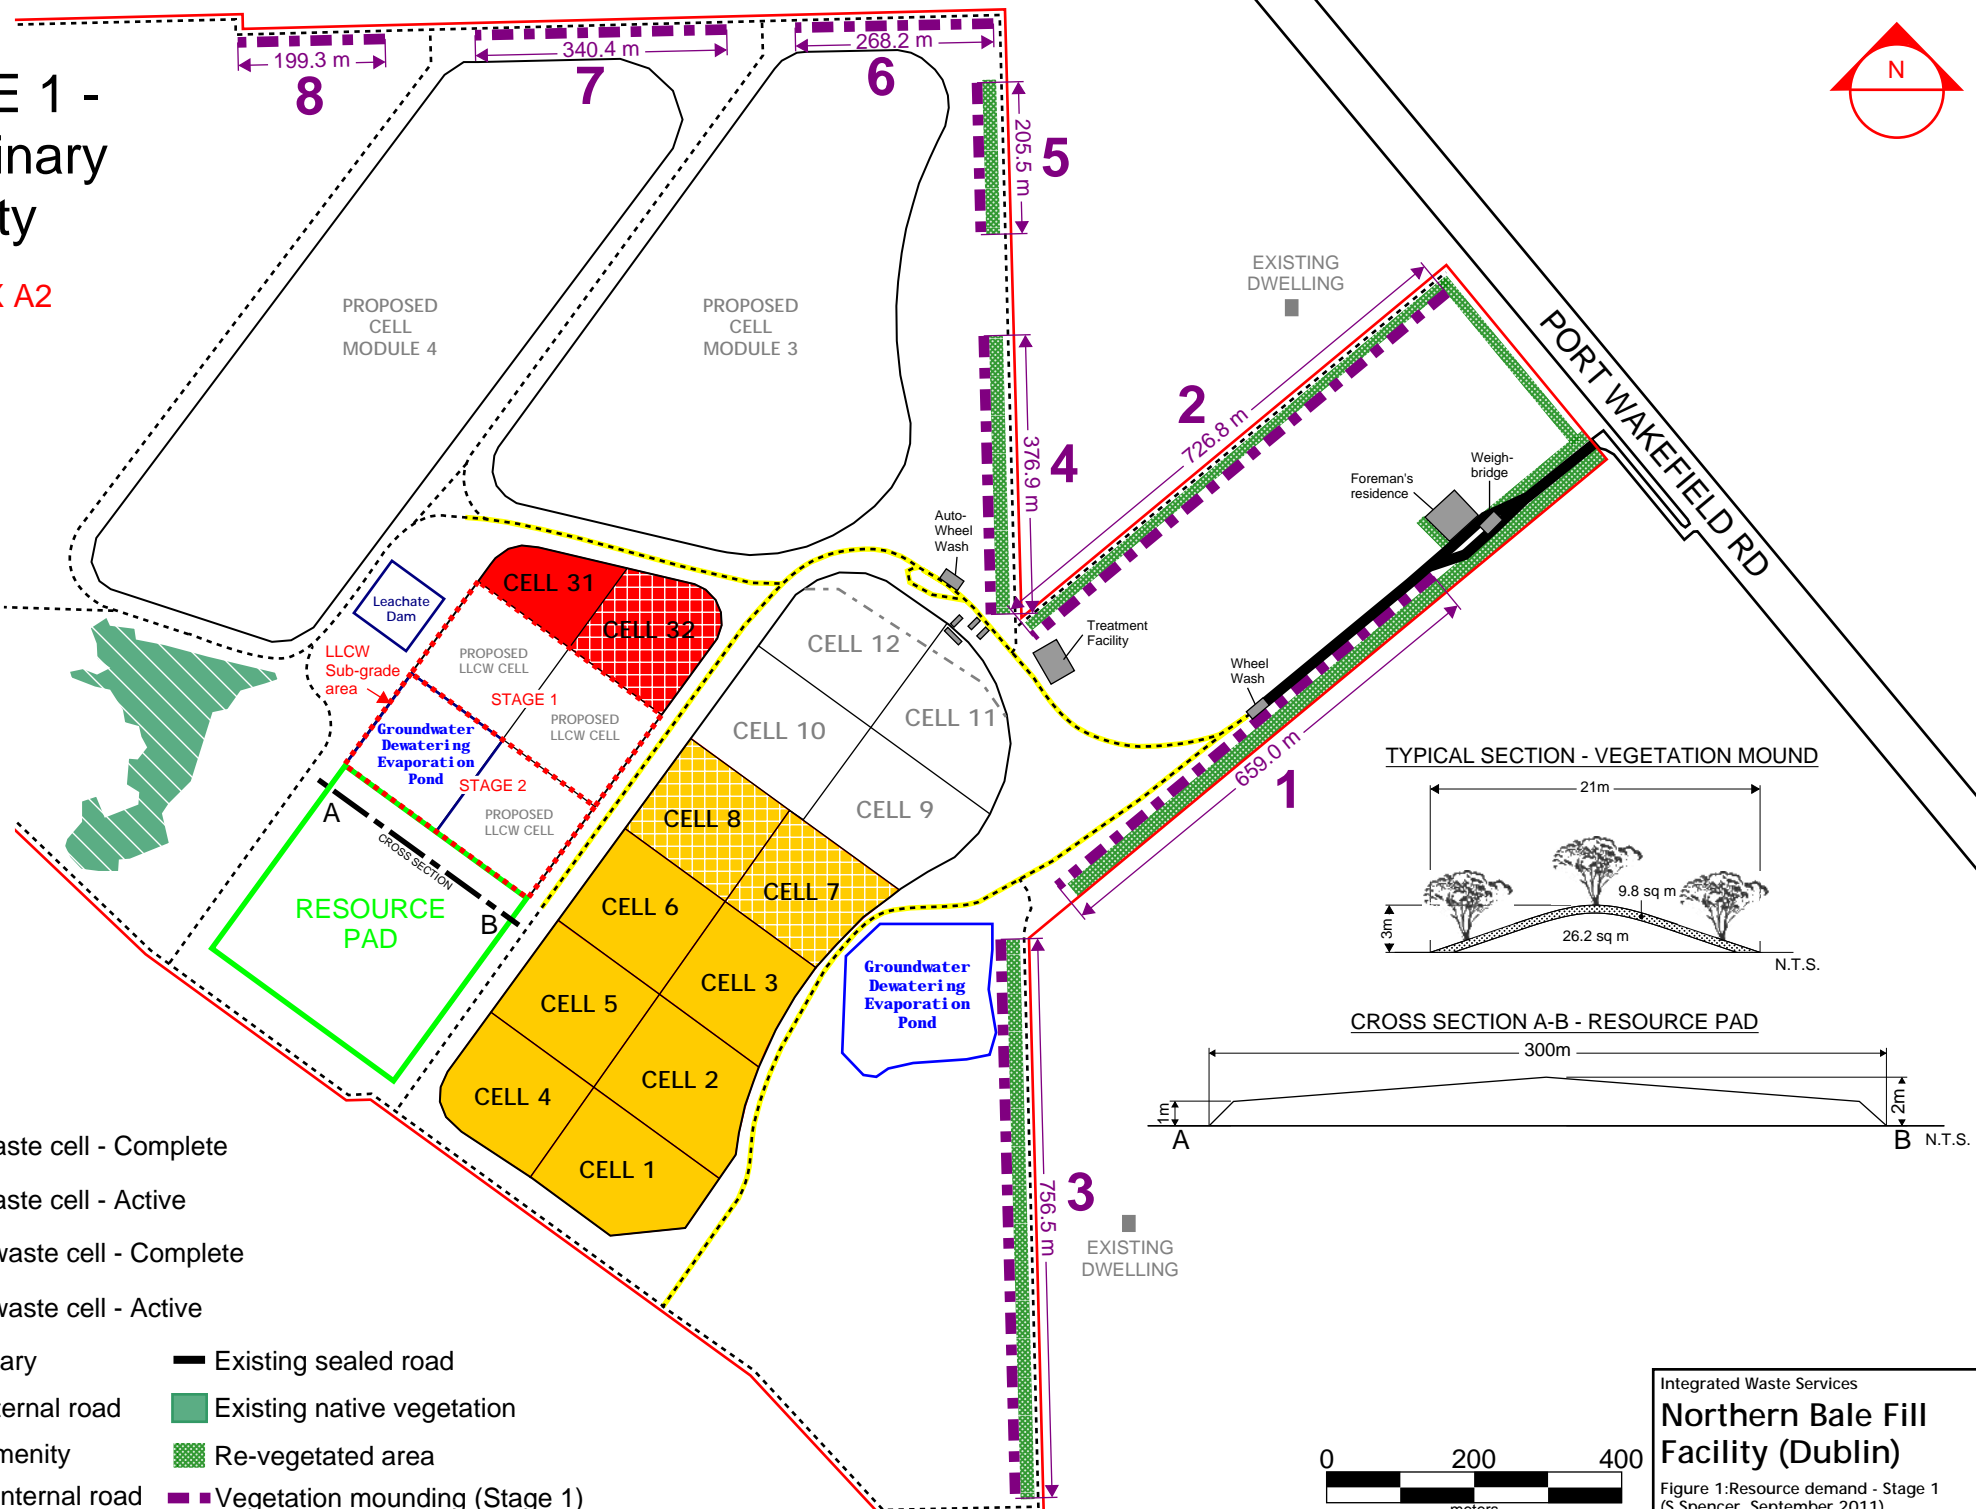 E 1 -
inary
ty
A2
199.3 m
8
340.4 m
7
268.2 m
6
205.5 m
5
N
EXISTING
DWELLING
PROPOSED
CELL
MODULE 4
PROPOSED
CELL
MODULE 3
2
726.8 m
376.9 m
4
PORT WAKEFIELD RD
Weigh-
bridge
Foreman's
residence
Auto-
Wheel
Wash
Treatment
Facility
Wheel
Wash
659.0 m
1
Leachate
Dam
CELL 31
CELL 32
LLCW
Sub-grade
area
PROPOSED
LLCW CELL
STAGE 1
PROPOSED
LLCW CELL
Groundwater
Dewatering
Evaporation
Pond
STAGE 2
PROPOSED
LLCW CELL
A
CROSS SECTION
B
RESOURCE
PAD
CELL 12
CELL 11
CELL 10
CELL 9
CELL 8
CELL 7
CELL 6
CELL 3
CELL 5
CELL 2
CELL 4
CELL 1
Groundwater
Dewatering
Evaporation
Pond
3
756.5 m
EXISTING
DWELLING
TYPICAL SECTION - VEGETATION MOUND
21m
9.8 sq m
3m
26.2 sq m
N.T.S.
CROSS SECTION A-B - RESOURCE PAD
300m
1m
2m
A
B N.T.S.
aste cell - Complete
aste cell - Active
waste cell - Complete
waste cell - Active
ary
Existing sealed road
ternal road
Existing native vegetation
menity
Re-vegetated area
nternal road
Vegetation mounding (Stage 1)
0 200 400
Integrated Waste Services
Northern Bale Fill
Facility (Dublin)
Figure 1:Resource demand - Stage 1
(S Spencer, September 2011)